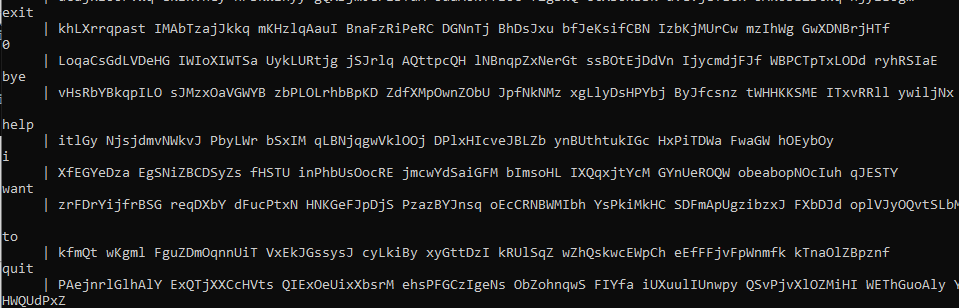 exit
| khLXrrqpast IMAbTzajJkkq mKHzlqAauI BnaFzRiPeRC DGNnTj BhDsJxu bfJeKsifCBN IzbKjMUrCw mzIhWg GwXDNBrjHTf
0
| LoqaCsGdLVDeHG IWIoXIWTSa UykLURtjg jSJrlq AQttpcQH lNBnqpZxNerGt ssBOtEjDdVn IjycmdjFJf WBPCTpTxLODd ryhRSIaE
bye
| vHsRbYBkqpILO sJMzxOaVGWYB zbPLOLrhbBpKD ZdfXMpOwnZObU JpfNkNMz xgLlyDsHPYbj ByJfcsnz tWHHKKSME ITxvRRll ywiljNx
help
| itlGy NjsjdmvNWkvJ PbyLWr bSxIM qLBNjqgwVklOOj DPlxHIcveJBLZb ynBUthtukIGc HxPiTDWa FwaGW hOEybOy
i
| XfEGYeDza EgSNiZBCDSyZs fHSTU inPhbUsOocRE jmcwYdSaiGFM bImsoHL IXQqxjtYcM GYnUeROQW obeabopNOcIuh qJESTY
want
| zrFDrYijfrBSG reqDXbY dFucPtxN HNKGeFJpDjS PzazBYJnsq oEcCRNBWMIbh YsPkiMkHC SDFmApUgzibzxJ FXbDJd oplVJyOQvtSLbM
to
| kfmQt wKgml FguZDmOqnnUiT VxEkJGssysJ cyLkiBy xyGttDzI kRUlSqZ wZhQskwcEWpCh eEfFFjvFpWnmfk kTnaOlZBpznf
quit
| PAejnrlGlhAlY ExQTjXXCcHVts QIExOeUixXbsrM ehsPFGCzIgeNs ObZohnqwS FIYfa iUXuulIUnwpy QSvPjvXlOZMiHI WEThGuoAly Y
HWQUdPxZ